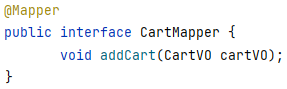 @Mapper
public interface CartMapper {
    void addCart(CartVO cartVO);
}